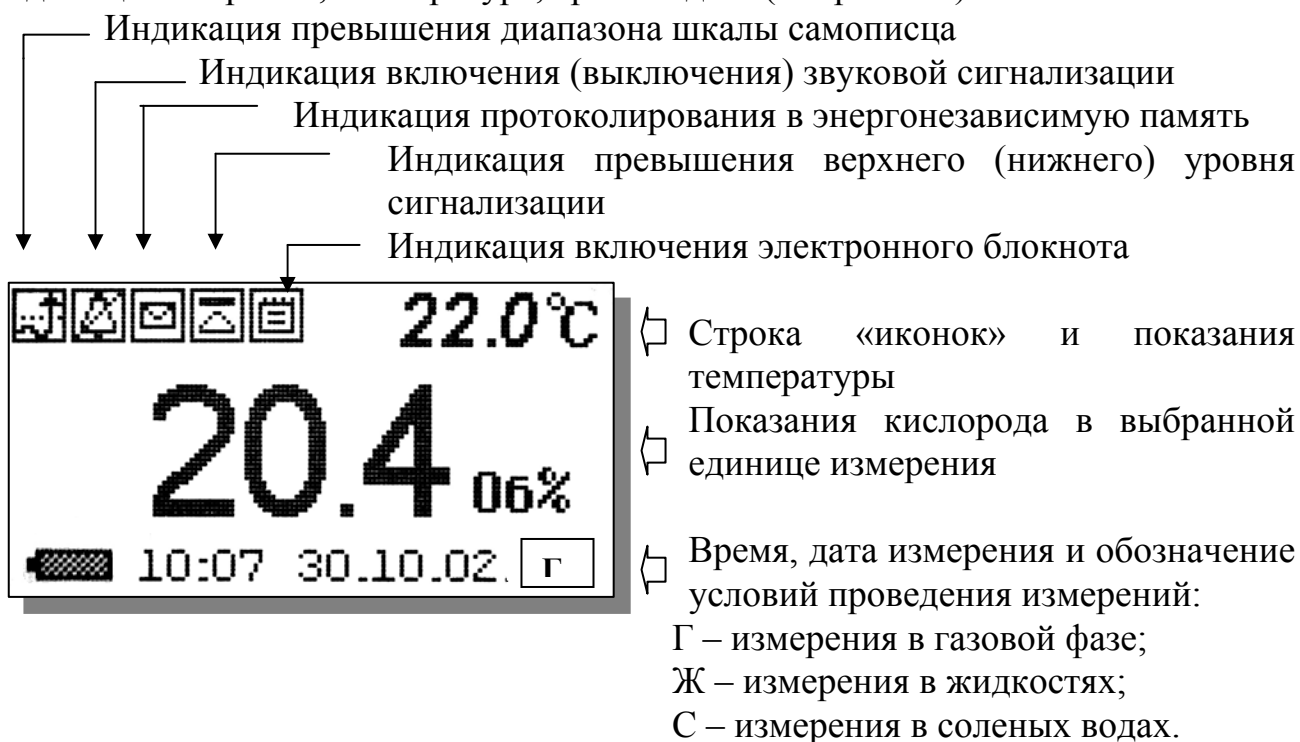 Индикация превышения диапазона шкалы самописца
Индикация включения (выключения) звуковой сигнализации
Индикация протоколирования в энергонезависимую память
Индикация превышения верхнего (нижнего) уровня
сигнализации
Индикация включения электронного блокнота
22.0°C
Строка «иконок» и показания
температуры
20.4 Об%
Показания кислорода в выбранной
единице измерения
10:07 30.10.02. Г
Время, дата измерения и обозначение
условий проведения измерений:
Г – измерения в газовой фазе;
Ж – измерения в жидкостях;
С – измерения в соленых водах.